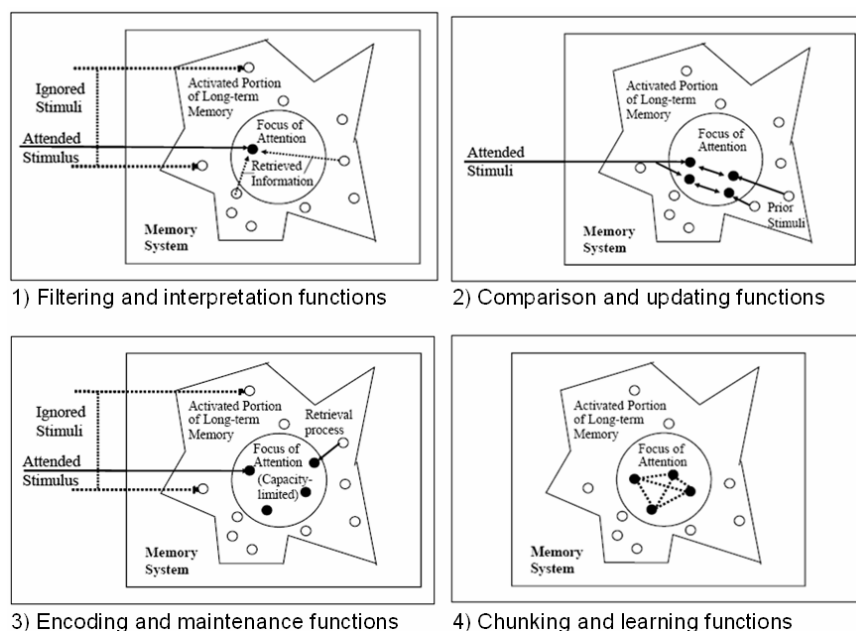 Ignored
Stimuli
Attended
Stimulus
Activated Portion
of Long-term
Memory
Focus of
Attention
Retrieved
Information
Memory
System
1) Filtering and interpretation functions
Attended
Stimuli
Activated Portion
of Long-term
Memory
Focus of
Attention
Prior
Stimuli
Memory
System
2) Comparison and updating functions
Ignored
Stimuli
Attended
Stimulus
Activated Portion
of Long-term
Memory
Retrieval
process
Focus of
Attention
(Capacity-
limited)
Memory
System
3) Encoding and maintenance functions
Activated Portion
of Long-term
Memory
Focus of
Attention
Memory
System
4) Chunking and learning functions